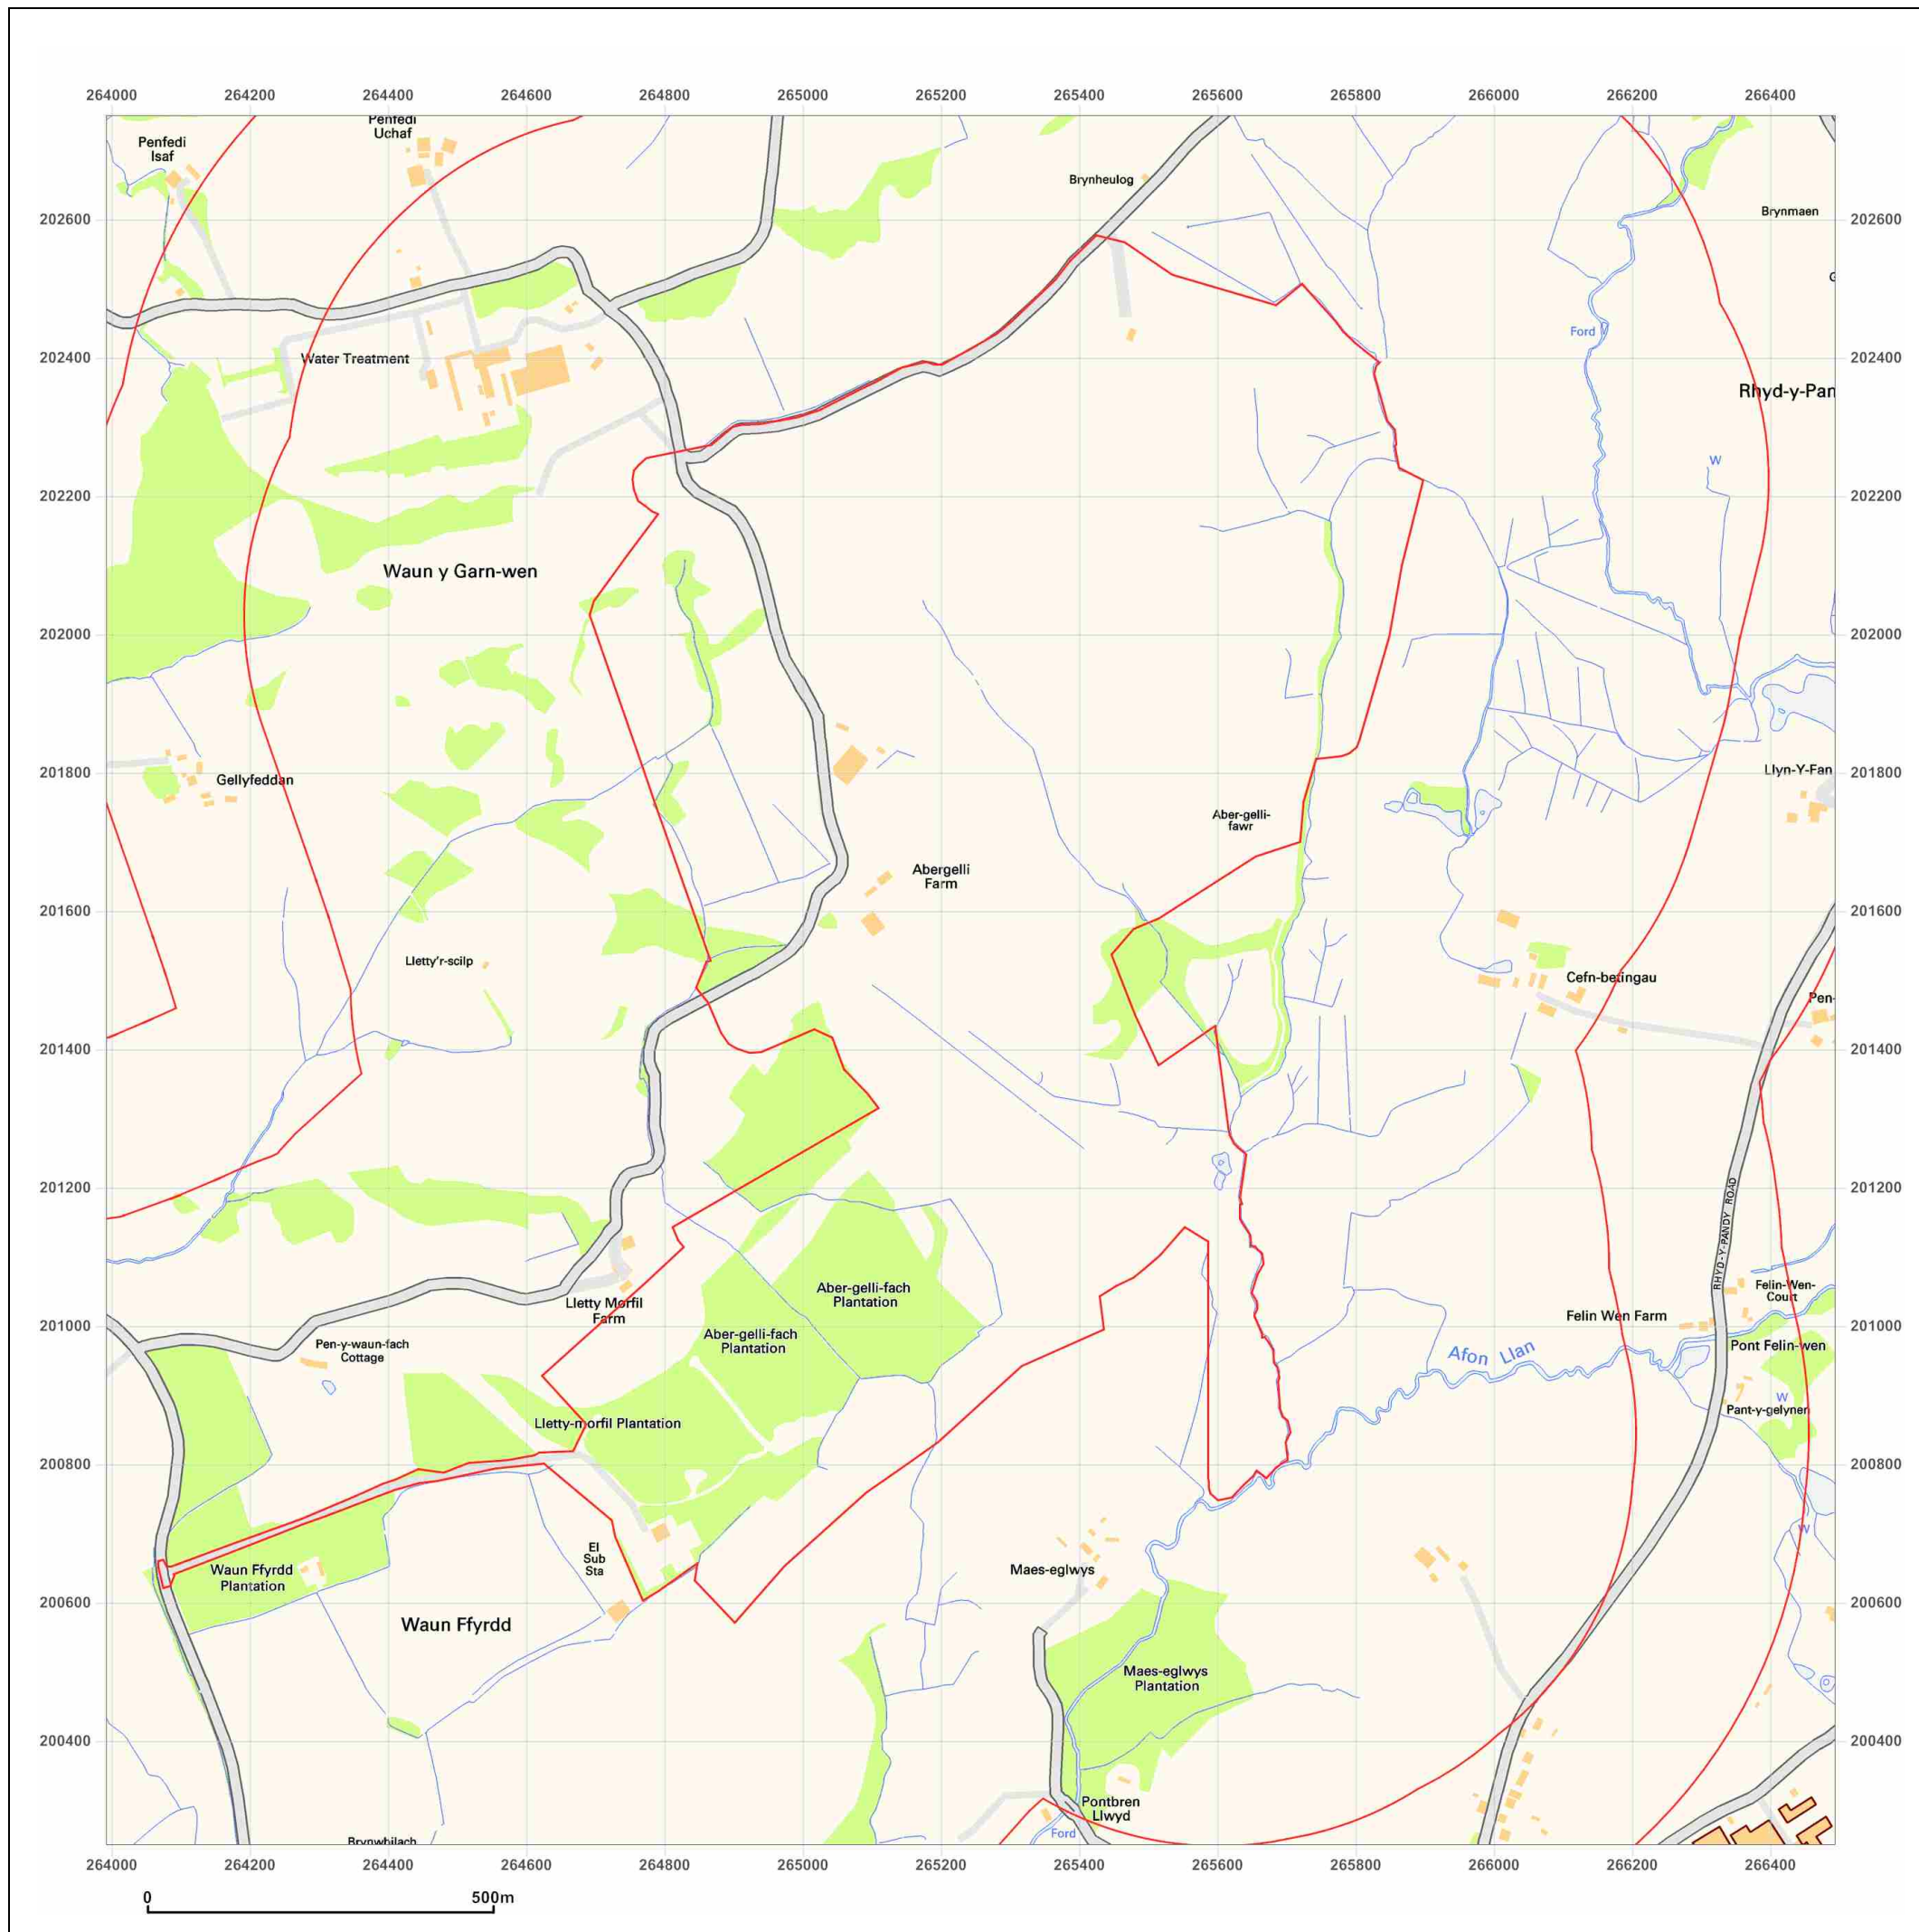 264000 264200 264400 264600 264800 265000 265200 265400 265600 265800 266000 266200 266400
Penfedi
Uchaf
Penfedi
Isaf
Brynheulog
Brynmaen
202600 202600
G
Ford
Water Treatment
202400 202400
Rhyd-y-Pan
W
202200 202200
Waun y Garn-wen
202000 202000
Gellyfeddan
201800 201800
Llyn-Y-Fan
Aber-gelli-
fawr
Abergelli
Farm
201600 201600
Lletty'r-scilp
Cefn-betingau
Pen-
201400 201400
201200 201200
RHYD-Y-PANDY ROAD
Aber-gelli-fach
Plantation
Lletty Morfil
Farm
Felin-Wen-
Court
Felin Wen Farm
201000 201000
Pen-y-waun-fach
Cottage
Aber-gelli-fach
Plantation
Afon Llan
Pont Felin-wen
W
Pant-y-gelynen
Lletty-morfil Plantation
200800 200800
W
El
Sub
Sta
Waun Ffyrdd
Plantation
Maes-eglwys
200600 200600
Waun Ffyrdd
Maes-eglwys
Plantation
200400 200400
Pontbren
Llwyd
Ford
Brynwhilach
264000 264200 264400 264600 264800 265000 265200 265400 265600 265800 266000 266200 266400
0 500m